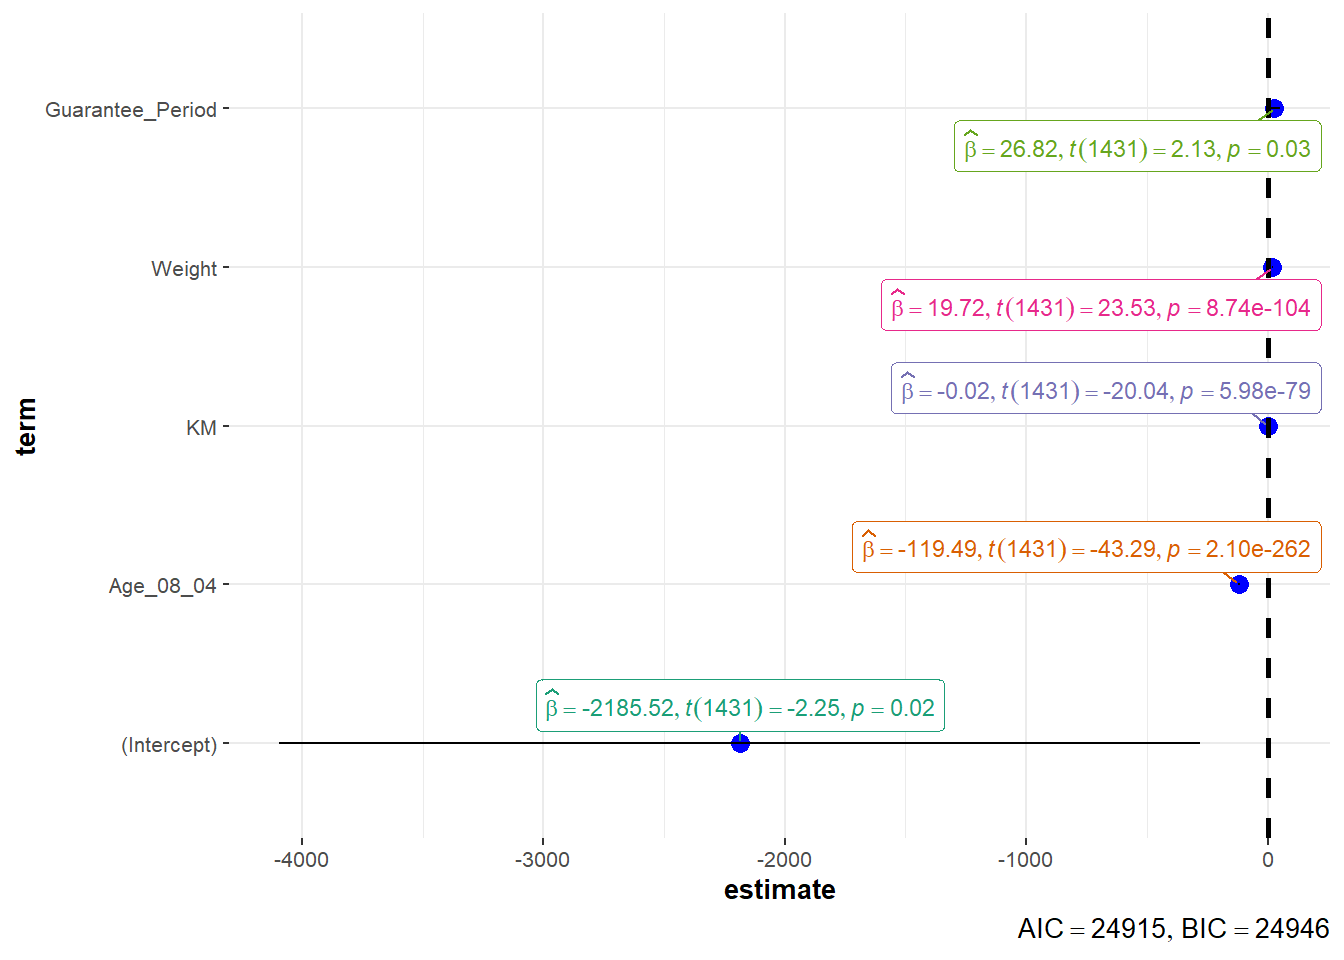 Guarantee_Period
β̂ = 26.82, t(1431) = 2.13, p = 0.03
Weight
β̂ = 19.72, t(1431) = 23.53, p = 8.74e-104
β̂ = -0.02, t(1431) = -20.04, p = 5.98e-79
KM
term
β̂ = -119.49, t(1431) = -43.29, p = 2.10e-262
Age_08_04
β̂ = -2185.52, t(1431) = -2.25, p = 0.02
(Intercept)
-4000 -3000 -2000 -1000 0
estimate
AIC = 24915, BIC = 24946